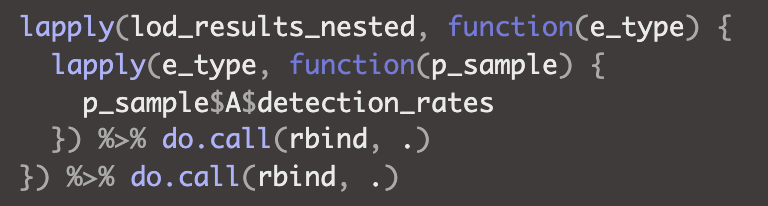 lapply(lod_results_nested, function(e_type) {
  lapply(e_type, function(p_sample) {
    p_sample$A$detection_rates
  }) %>% do.call(rbind, .)
}) %>% do.call(rbind, .)